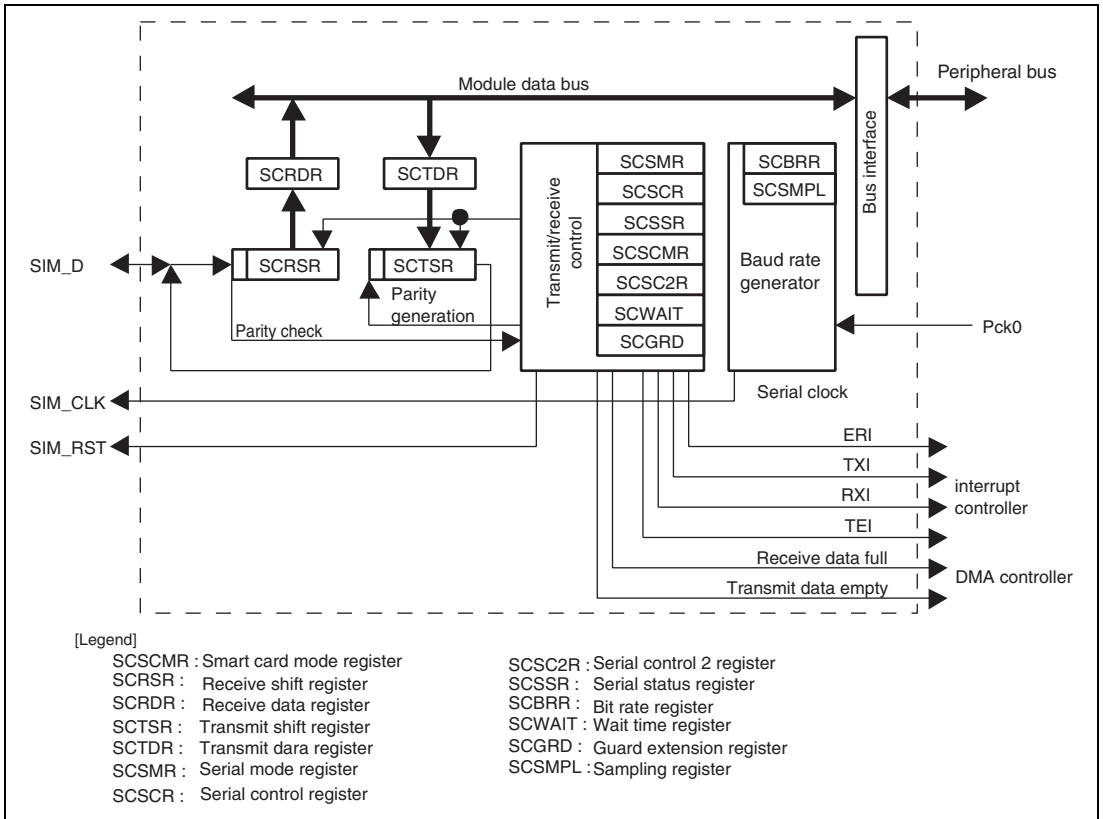 Module data bus
Peripheral bus
Bus interface
SCRDR
SCTDR
SCRSR
SCTSR
Transmit/receive
control
SCSMR
SCSCR
SCSSR
SCSCMR
SCSC2R
SCWAIT
SCGRD
SCBRR
SCSMPL
Baud rate
generator
SIM_D
Parity
generation
Parity check
Pck0
SIM_CLK
Serial clock
SIM_RST
ERI
TXI
RXI
TEI
interrupt
controller
Receive data full
Transmit data empty
DMA controller
[Legend]
SCSCMR : Smart card mode register
SCRSR : Receive shift register
SCRDR : Receive data register
SCTSR : Transmit shift register
SCTDR : Transmit dara register
SCSMR : Serial mode register
SCSCR : Serial control register
SCSC2R : Serial control 2 register
SCSSR : Serial status register
SCBRR : Bit rate register
SCWAIT : Wait time register
SCGRD : Guard extension register
SCSMPL : Sampling register